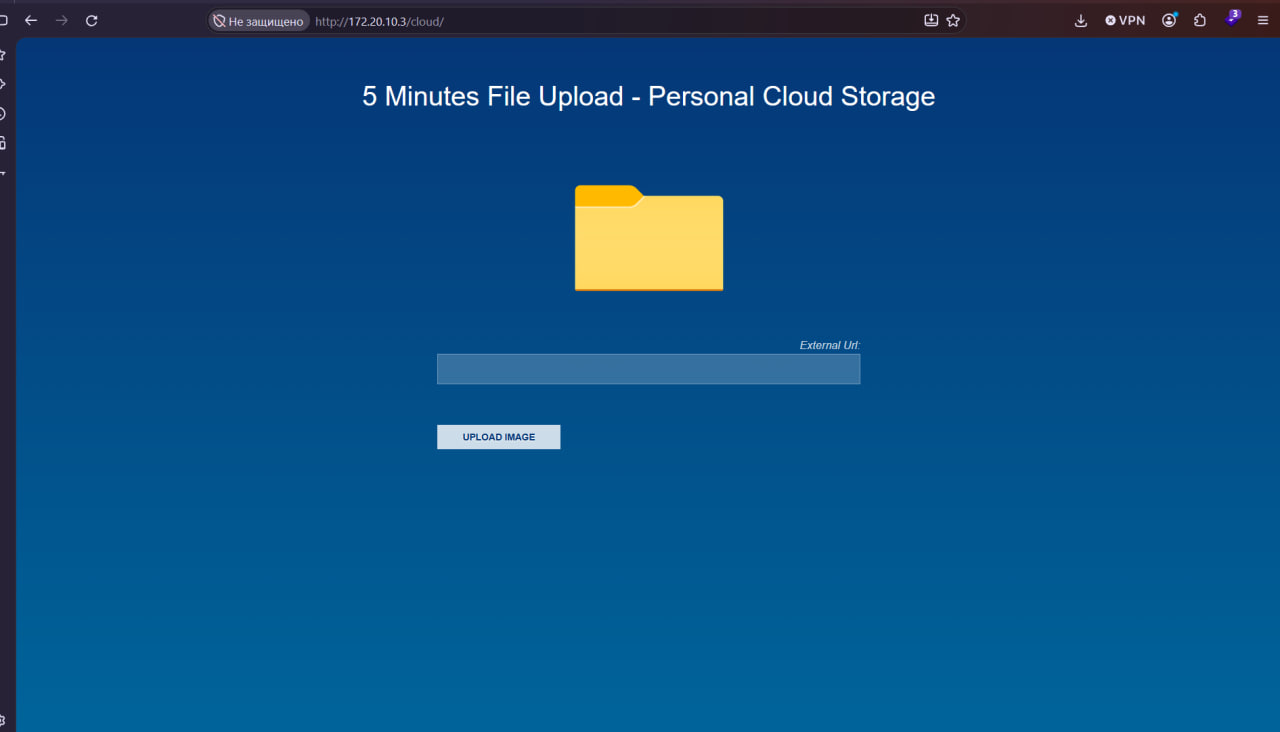 Не защищено http://172.20.10.3/cloud/ VPN 3
5 Minutes File Upload - Personal Cloud Storage
External Url:
UPLOAD IMAGE